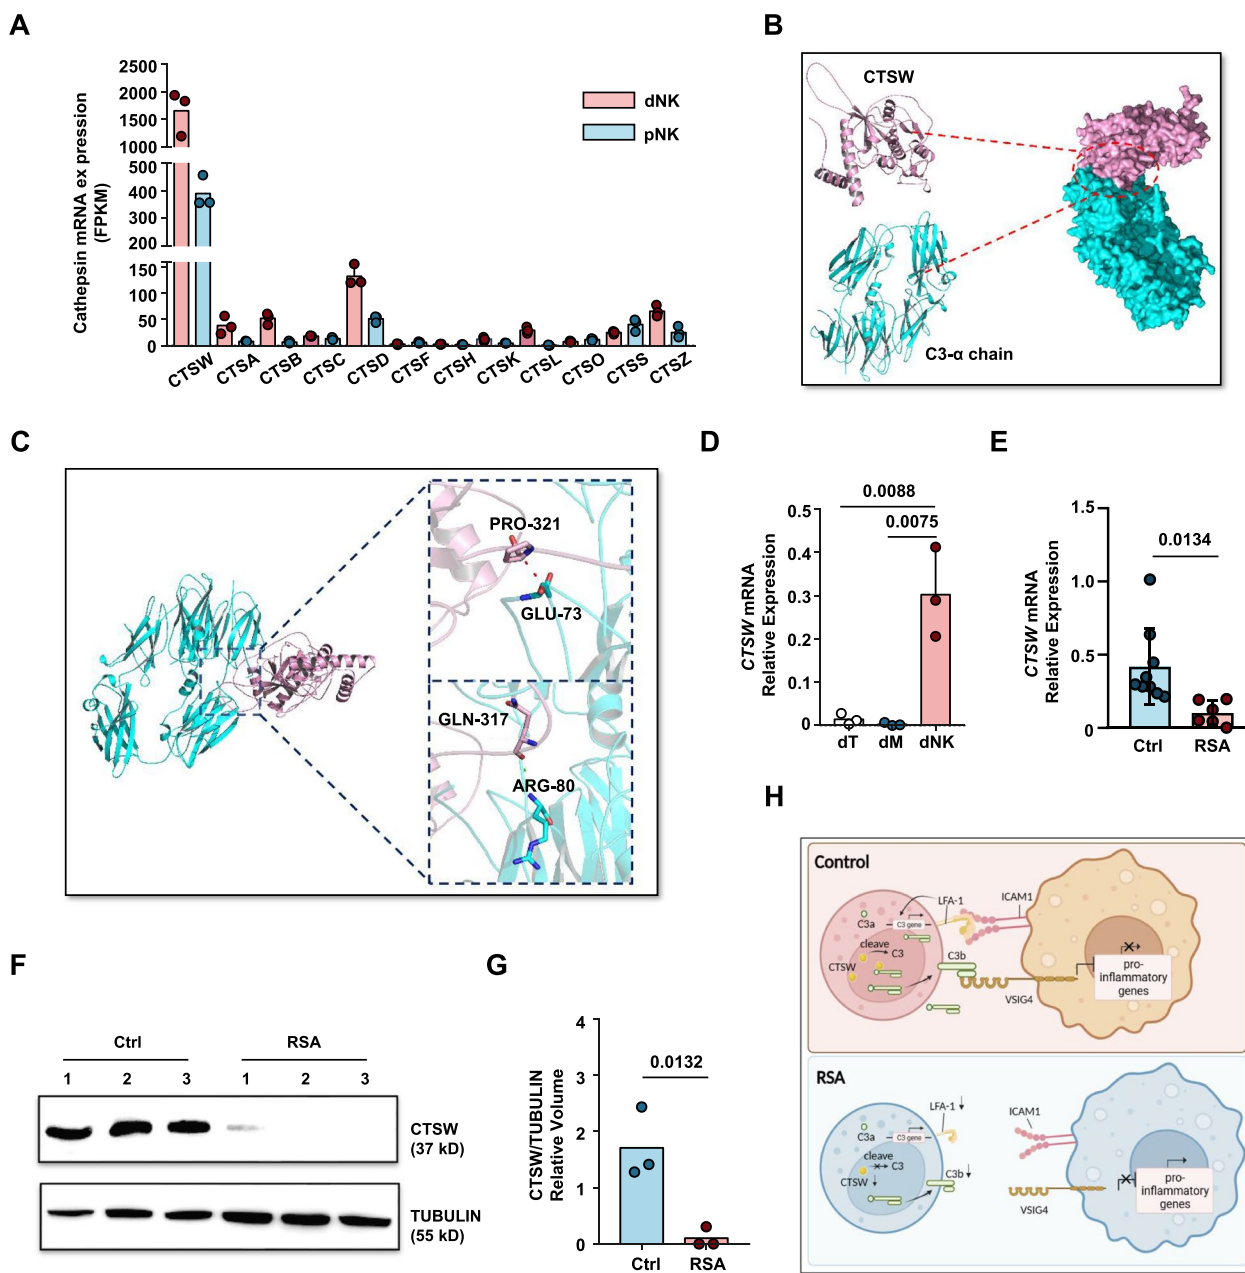 A
Cathepsin mRNA ex pression
(FPKM)
2500
2000
1500
1000
500
400
300
200
150
100
50
0
CTSW
CTSA
CTSB
CTSC
CTSD
CTSF
CTSH
CTSK
CTSL
CTSO
CTSS
CTSZ
dNK
pNK
B
CTSW
C3-α chain
C
PRO-321
GLU-73
GLN-317
ARG-80
D
CTSW mRNA
Relative Expression
0.0088
0.0075
0.5
0.4
0.3
0.2
0.1
0
dT
dM
dNK
E
CTSW mRNA
Relative Expression
1.5
1.0
0.5
0
0.0134
Ctrl
RSA
F
Ctrl
RSA
1 2 3 1 2 3
CTSW
(37 kD)
TUBULIN
(55 kD)
G
CTSW/TUBULIN
Relative Volume
4
3
2
1
0
0.0132
Ctrl
RSA
H
Control
LFA-1
ICAM1
C3a
C3 gene
cleave
C3
CTSW
C3b
VSIG4
pro-
inflammatory
genes
RSA
LFA-1
ICAM1
C3a
C3 gene
cleave
C3
CTSW
C3b
VSIG4
pro-
inflammatory
genes